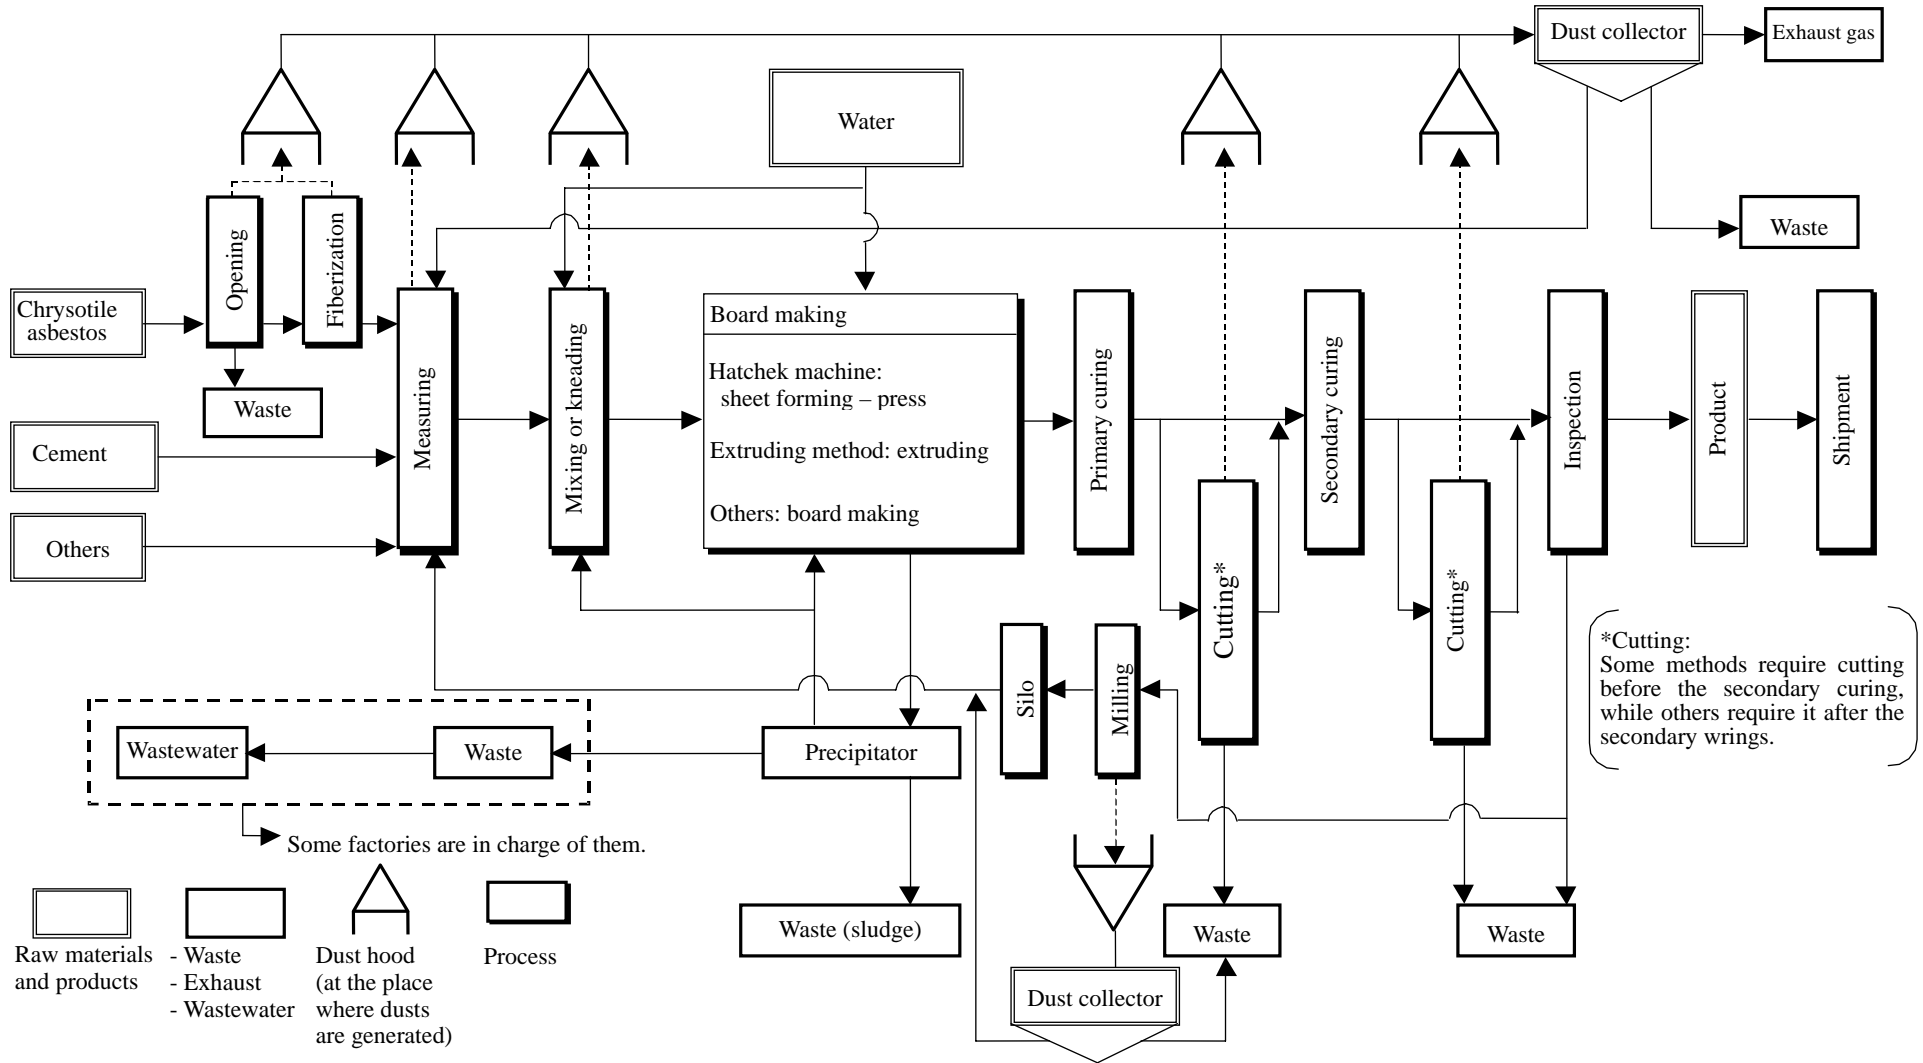 Dust collector
Exhaust gas
Water
Waste
Opening
Fiberization
Chrysotile
asbestos
Waste
Cement
Others
Measuring
Mixing or kneading
Board making
Hatchek machine:
sheet forming – press
Extruding method: extruding
Others: board making
Primary curing
Cutting*
Secondary curing
Cutting*
Inspection
Product
Shipment
*Cutting:
Some methods require cutting
before the secondary curing,
while others require it after the
secondary wrings.
Silo
Milling
Wastewater
Waste
Precipitator
Some factories are in charge of them.
Waste (sludge)
Waste
Waste
Dust collector
Raw materials
and products
- Waste
- Exhaust
- Wastewater
Dust hood
(at the place
where dusts
are generated)
Process